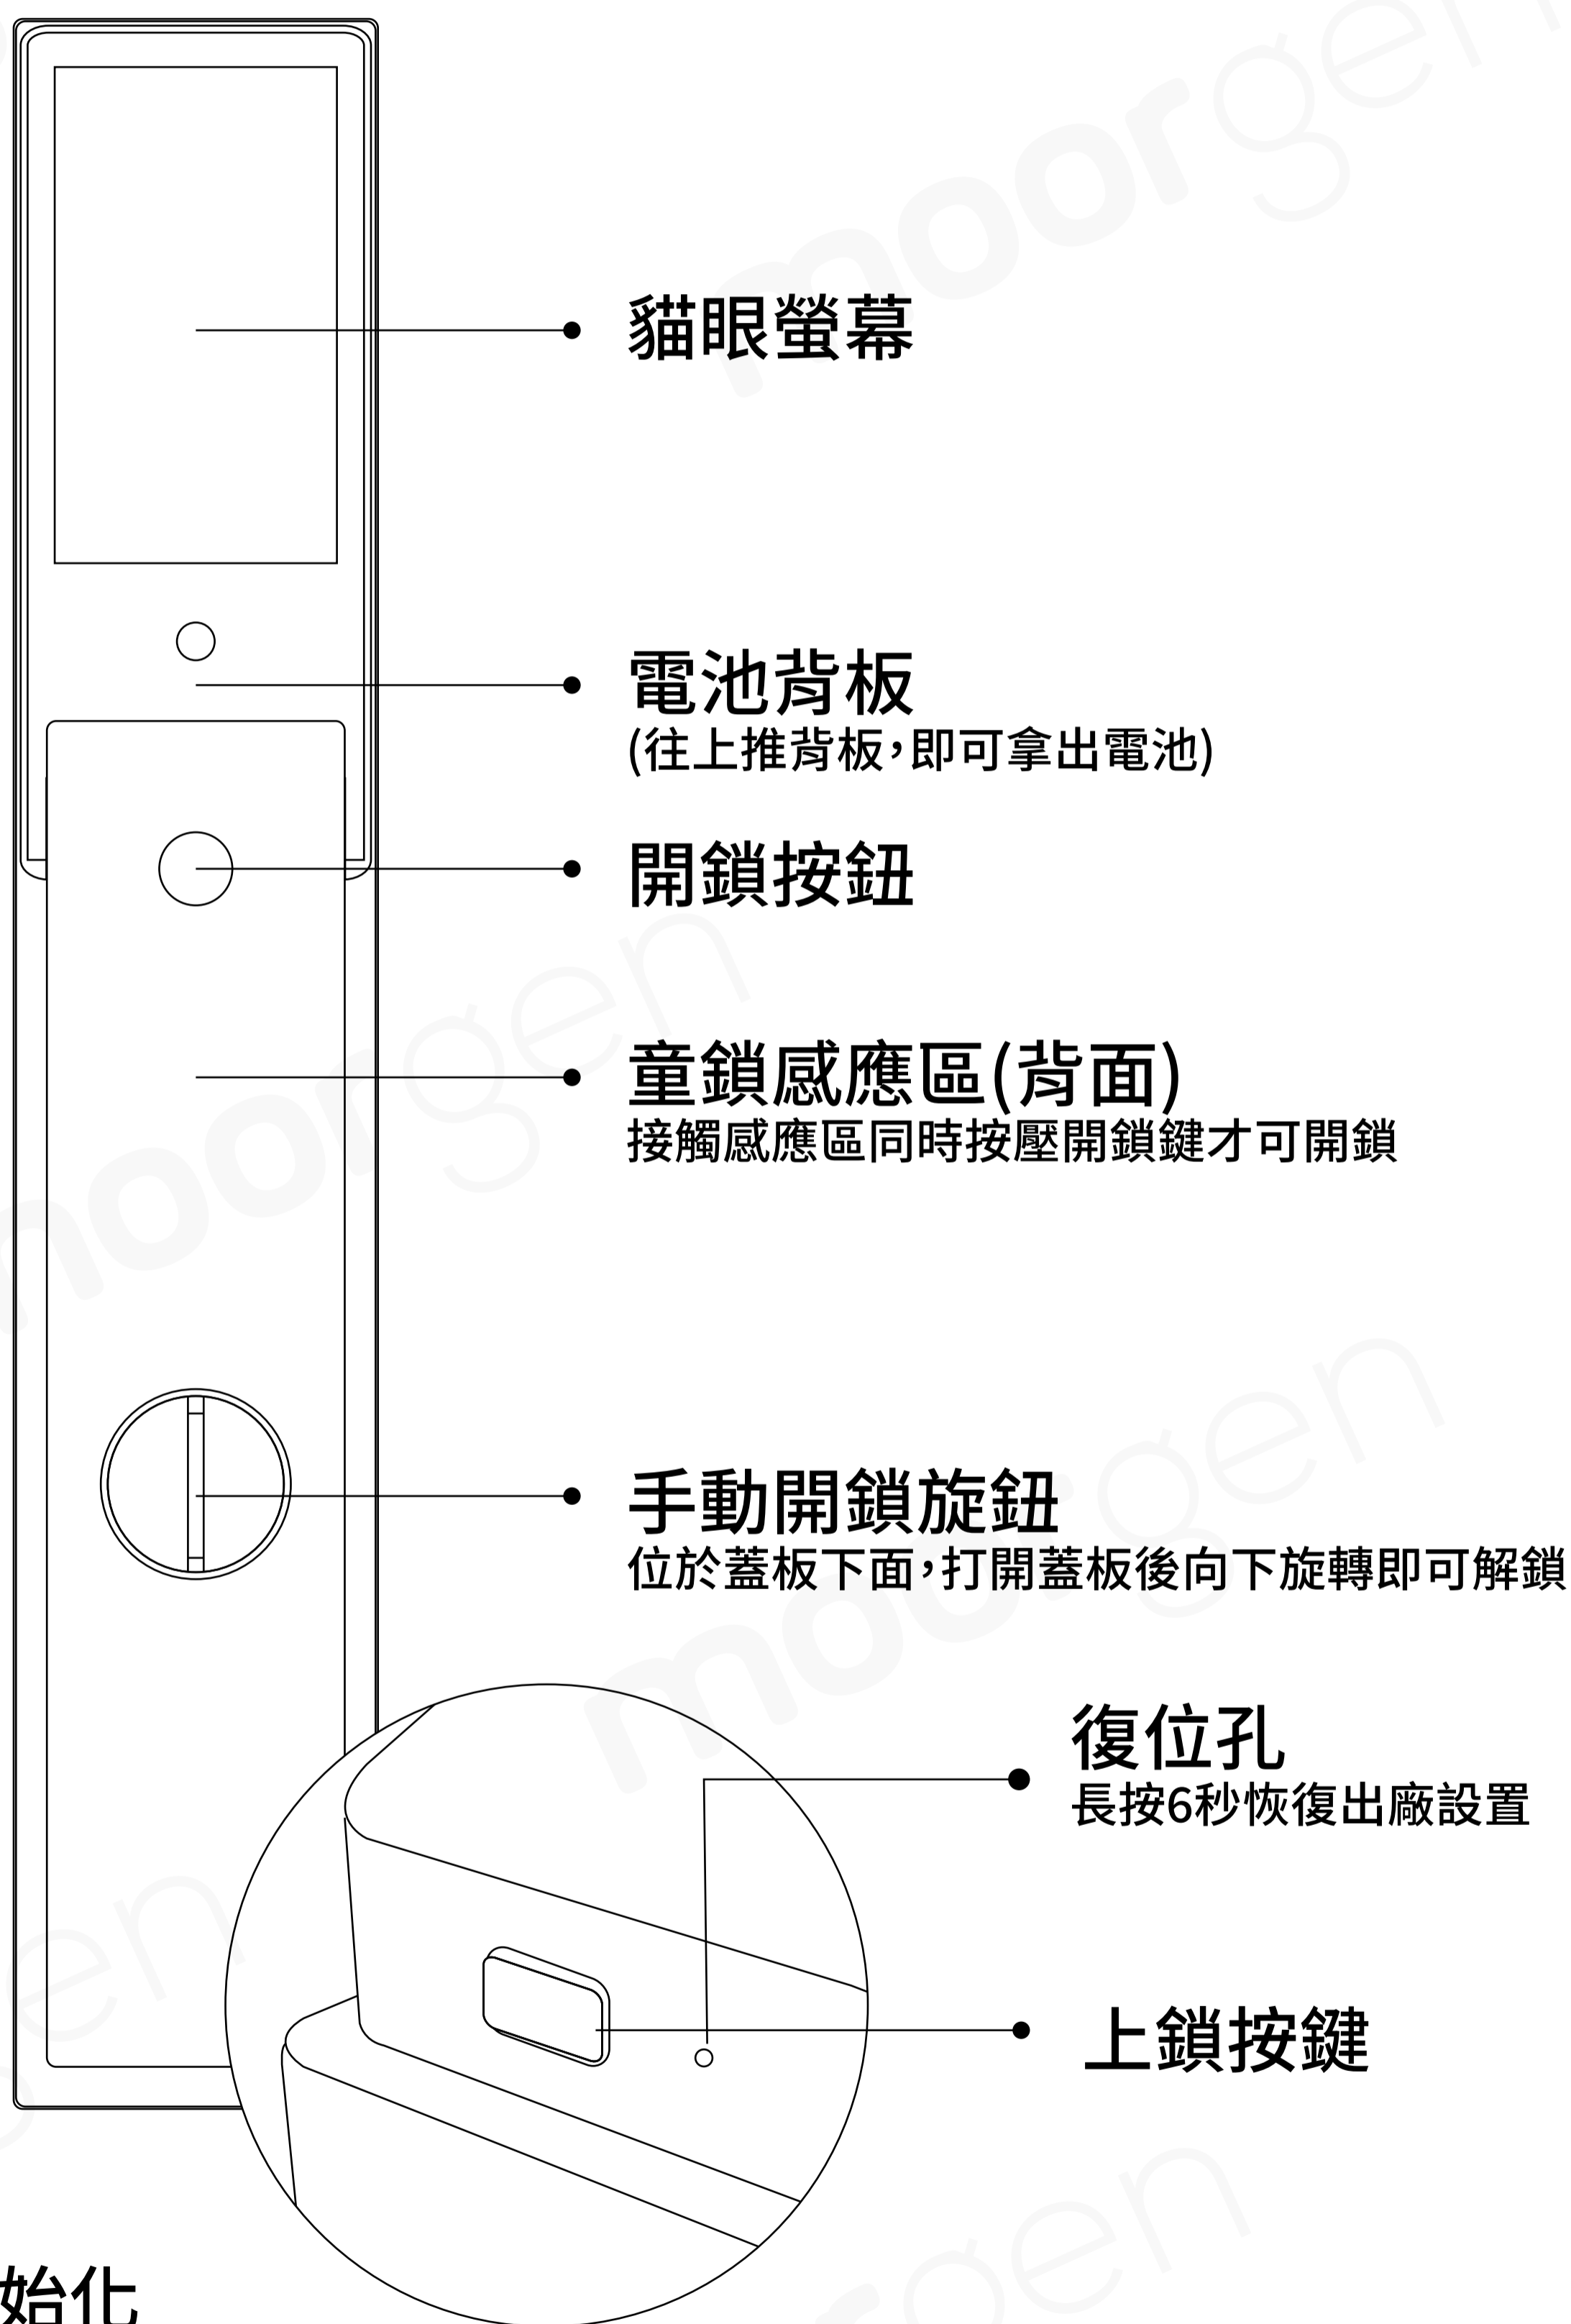 moorgen
貓眼螢幕
電池背板
(往上推背板，即可拿出電池)
開鎖按鈕
moorgen
童鎖感應區(背面)
接觸感應區同時按壓開鎖鍵才可開鎖
moorgen
手動開鎖旋鈕
位於蓋板下面，打開蓋板後向下旋轉即可解鎖
復位孔
長按6秒恢復出廠設置
上鎖按鍵
始化